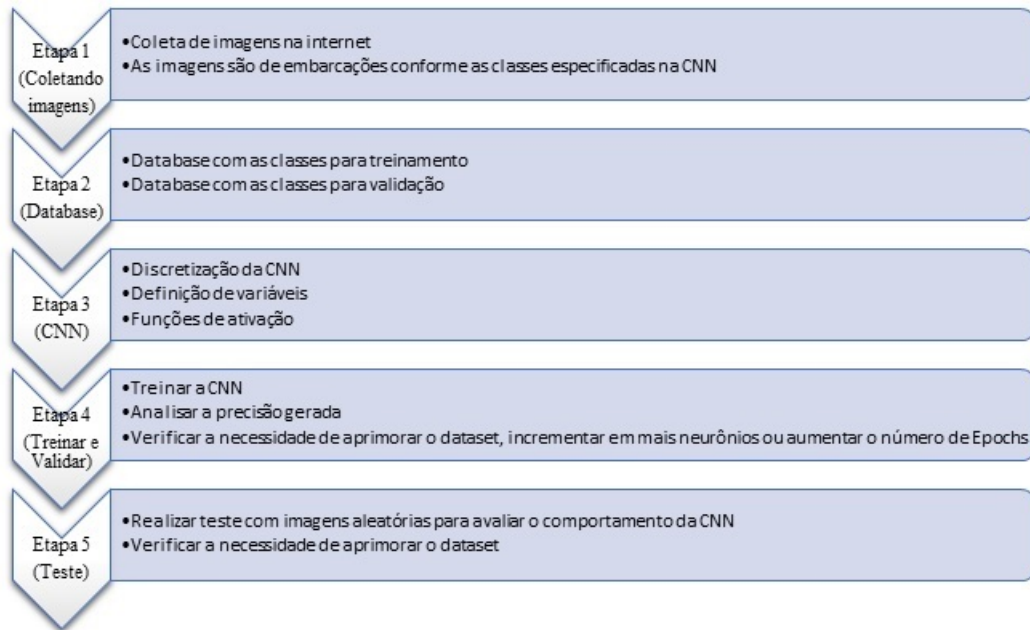 Etapa 1
(Coletando
imagens)
•Coleta de imagens na internet
•As imagens são de embarcações conforme as classes especificadas na CNN
Etapa 2
(Database)
•Database com as classes para treinamento
•Database com as classes para validação
Etapa 3
(CNN)
•Discretização da CNN
•Definição de variáveis
•Funções de ativação
Etapa 4
(Treinar e
Validar)
•Treinar a CNN
•Analisar a precisão gerada
•Verificar a necessidade de aprimorar o dataset, incrementar em mais neurônios ou aumentar o número de Epochs
Etapa 5
(Teste)
•Realizar teste com imagens aleatórias para avaliar o comportamento da CNN
•Verificar a necessidade de aprimorar o dataset